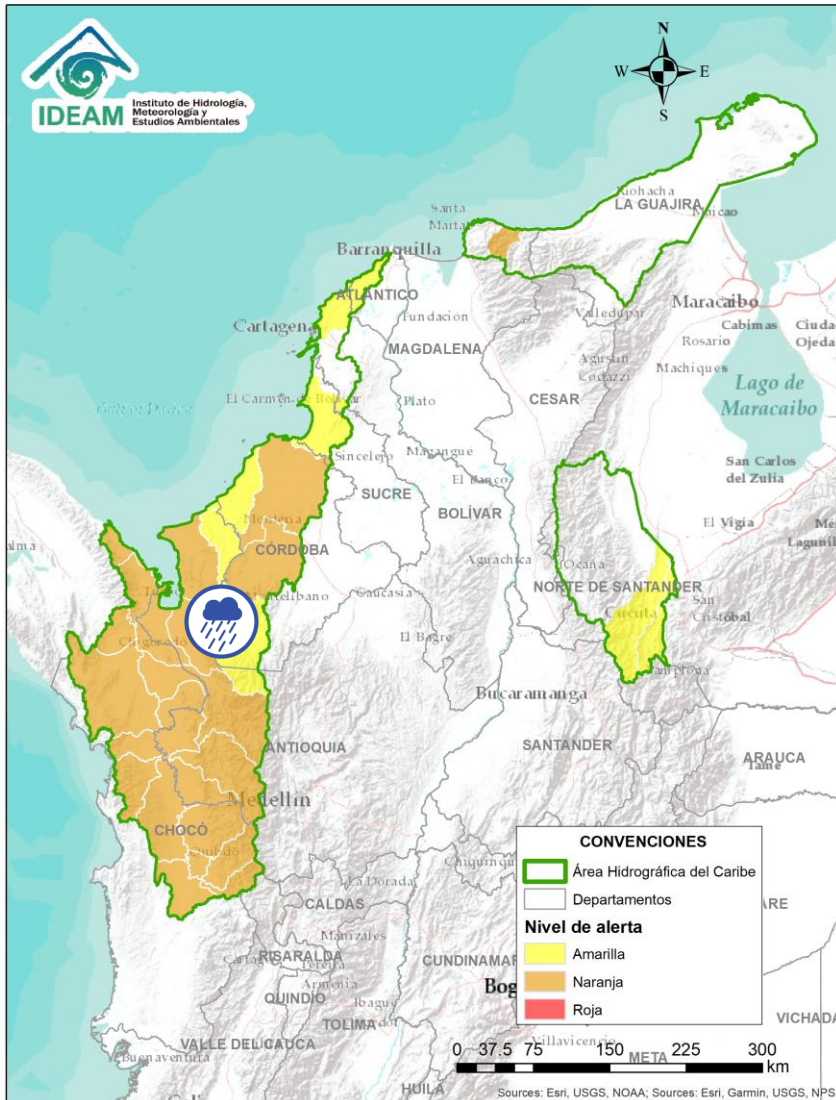 IDEAM
Instituto de Hidrología,
Meteorología y
Estudios Ambientales
N
W E
S
Riohacha
LA GUAJIRA
Maicao
Santa
Marta
Barranquilla
ATLÁNTICO
Maracaibo
Cabimas
Ciudad
Ojeda
Cartagena
Fundación
Valledupar
Rosario
MAGDALENA
Machiques
Agustín
Codazzi
Lago de
Maracaibo
El Carmen de Bolívar
Plato
CESAR
Sincelejo
Magangué
San Carlos
del Zulia
El Banco
SUCRE
BOLÍVAR
El Vigía
Montería
CÓRDOBA
Aguachica
Ocaña
NORTE DE SANTANDER
Caucasia
Cúcuta
San
Cristóbal
El Bagre
Chigorodó
Pamplona
Bucaramanga
ANTIOQUIA
SANTANDER
ARAUCA
Tame
Medellín
CHOCÓ
Quibdó
La Dorada
CALDAS
Manizales
RISARALDA
Pereira
Armenia
QUINDÍO
Ibague
TOLIMA
CUNDINAMAR
Bog
VICHADA
Villavicencio
META
VALLE DEL CAUCA
Buenaventura
HUILA
CONVENCIONES
Área Hidrográfica del Caribe
Departamentos
Nivel de alerta
Amarilla
Naranja
Roja
0 37.5 75 150 225 300
km
Sources: Esri, USGS, NOAA; Sources: Esri, Garmin, USGS, NPS